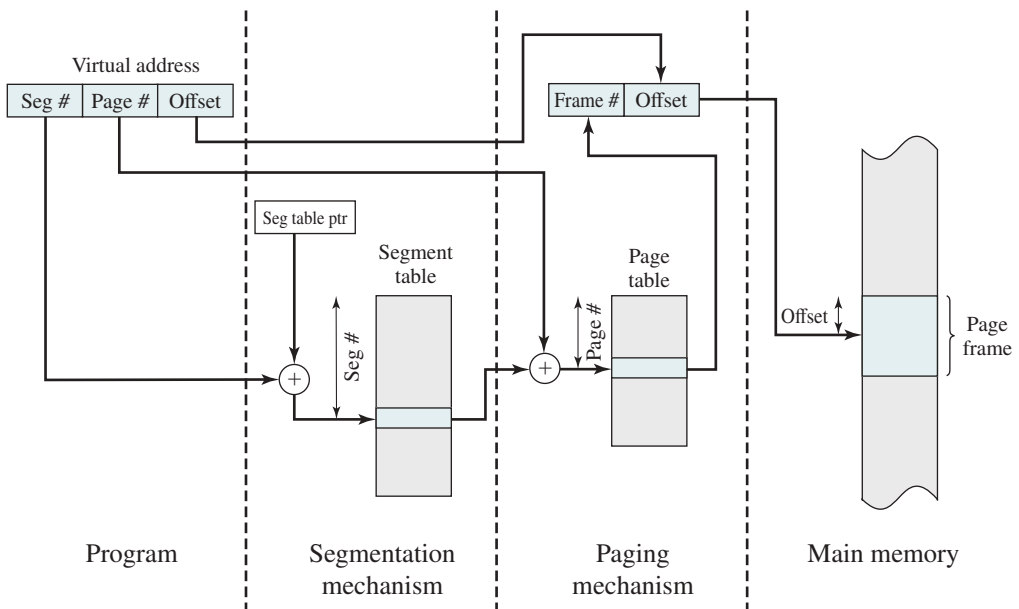 Virtual address
Seg # Page # Offset
Frame # Offset
Seg table ptr
Segment
table
Seg #
Page
table
Page #
Offset
Page
frame
Program
Segmentation
mechanism
Paging
mechanism
Main memory